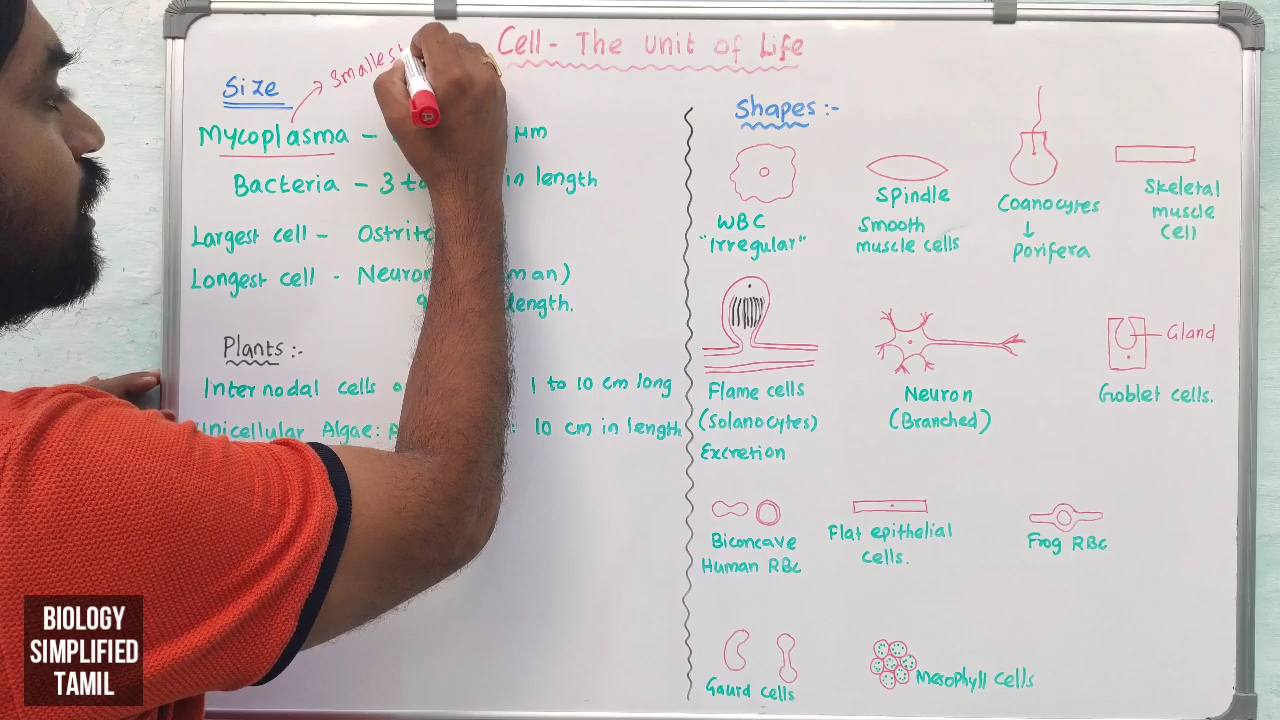 Cell - The Unit of Life
Size
Smallest
Mycoplasma - µm
Bacteria - 3 in length
Largest cell -
Longest cell - Neuron
length.
Plants :-
Internodal cells 1 to 10 cm long
Unicellular Algae: 10 cm in length
Shapes :-
WBC
"Irregular"
Spindle
Smooth
muscle cells
Coanocytes
↓
Porifera
Skeletal
muscle
Cell
Flame cells
(Solanocytes)
Excretion
Neuron
(Branched)
Gland
Goblet cells.
Biconcave
Human RBC
Flat epithelial
cells.
Frog RBC
Gaurd cells
Mesophyll cells
BIOLOGY
SIMPLIFIED
TAMIL